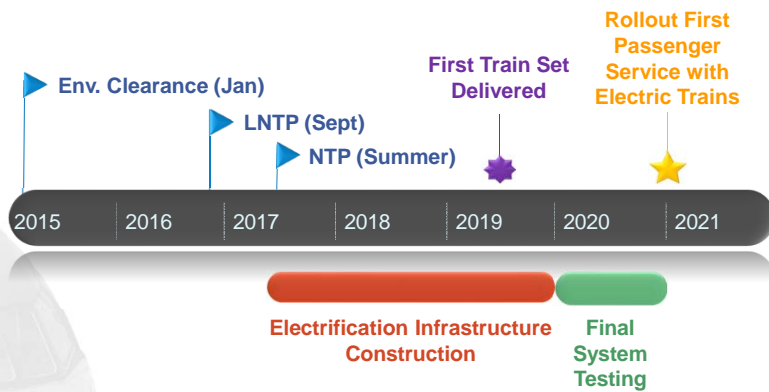 Rollout First
Passenger
Service with
Electric Trains
First Train Set
Delivered
Env. Clearance (Jan)
LNTP (Sept)
NTP (Summer)
2015 2016 2017 2018 2019 2020 2021
Electrification Infrastructure
Construction
Final
System
Testing